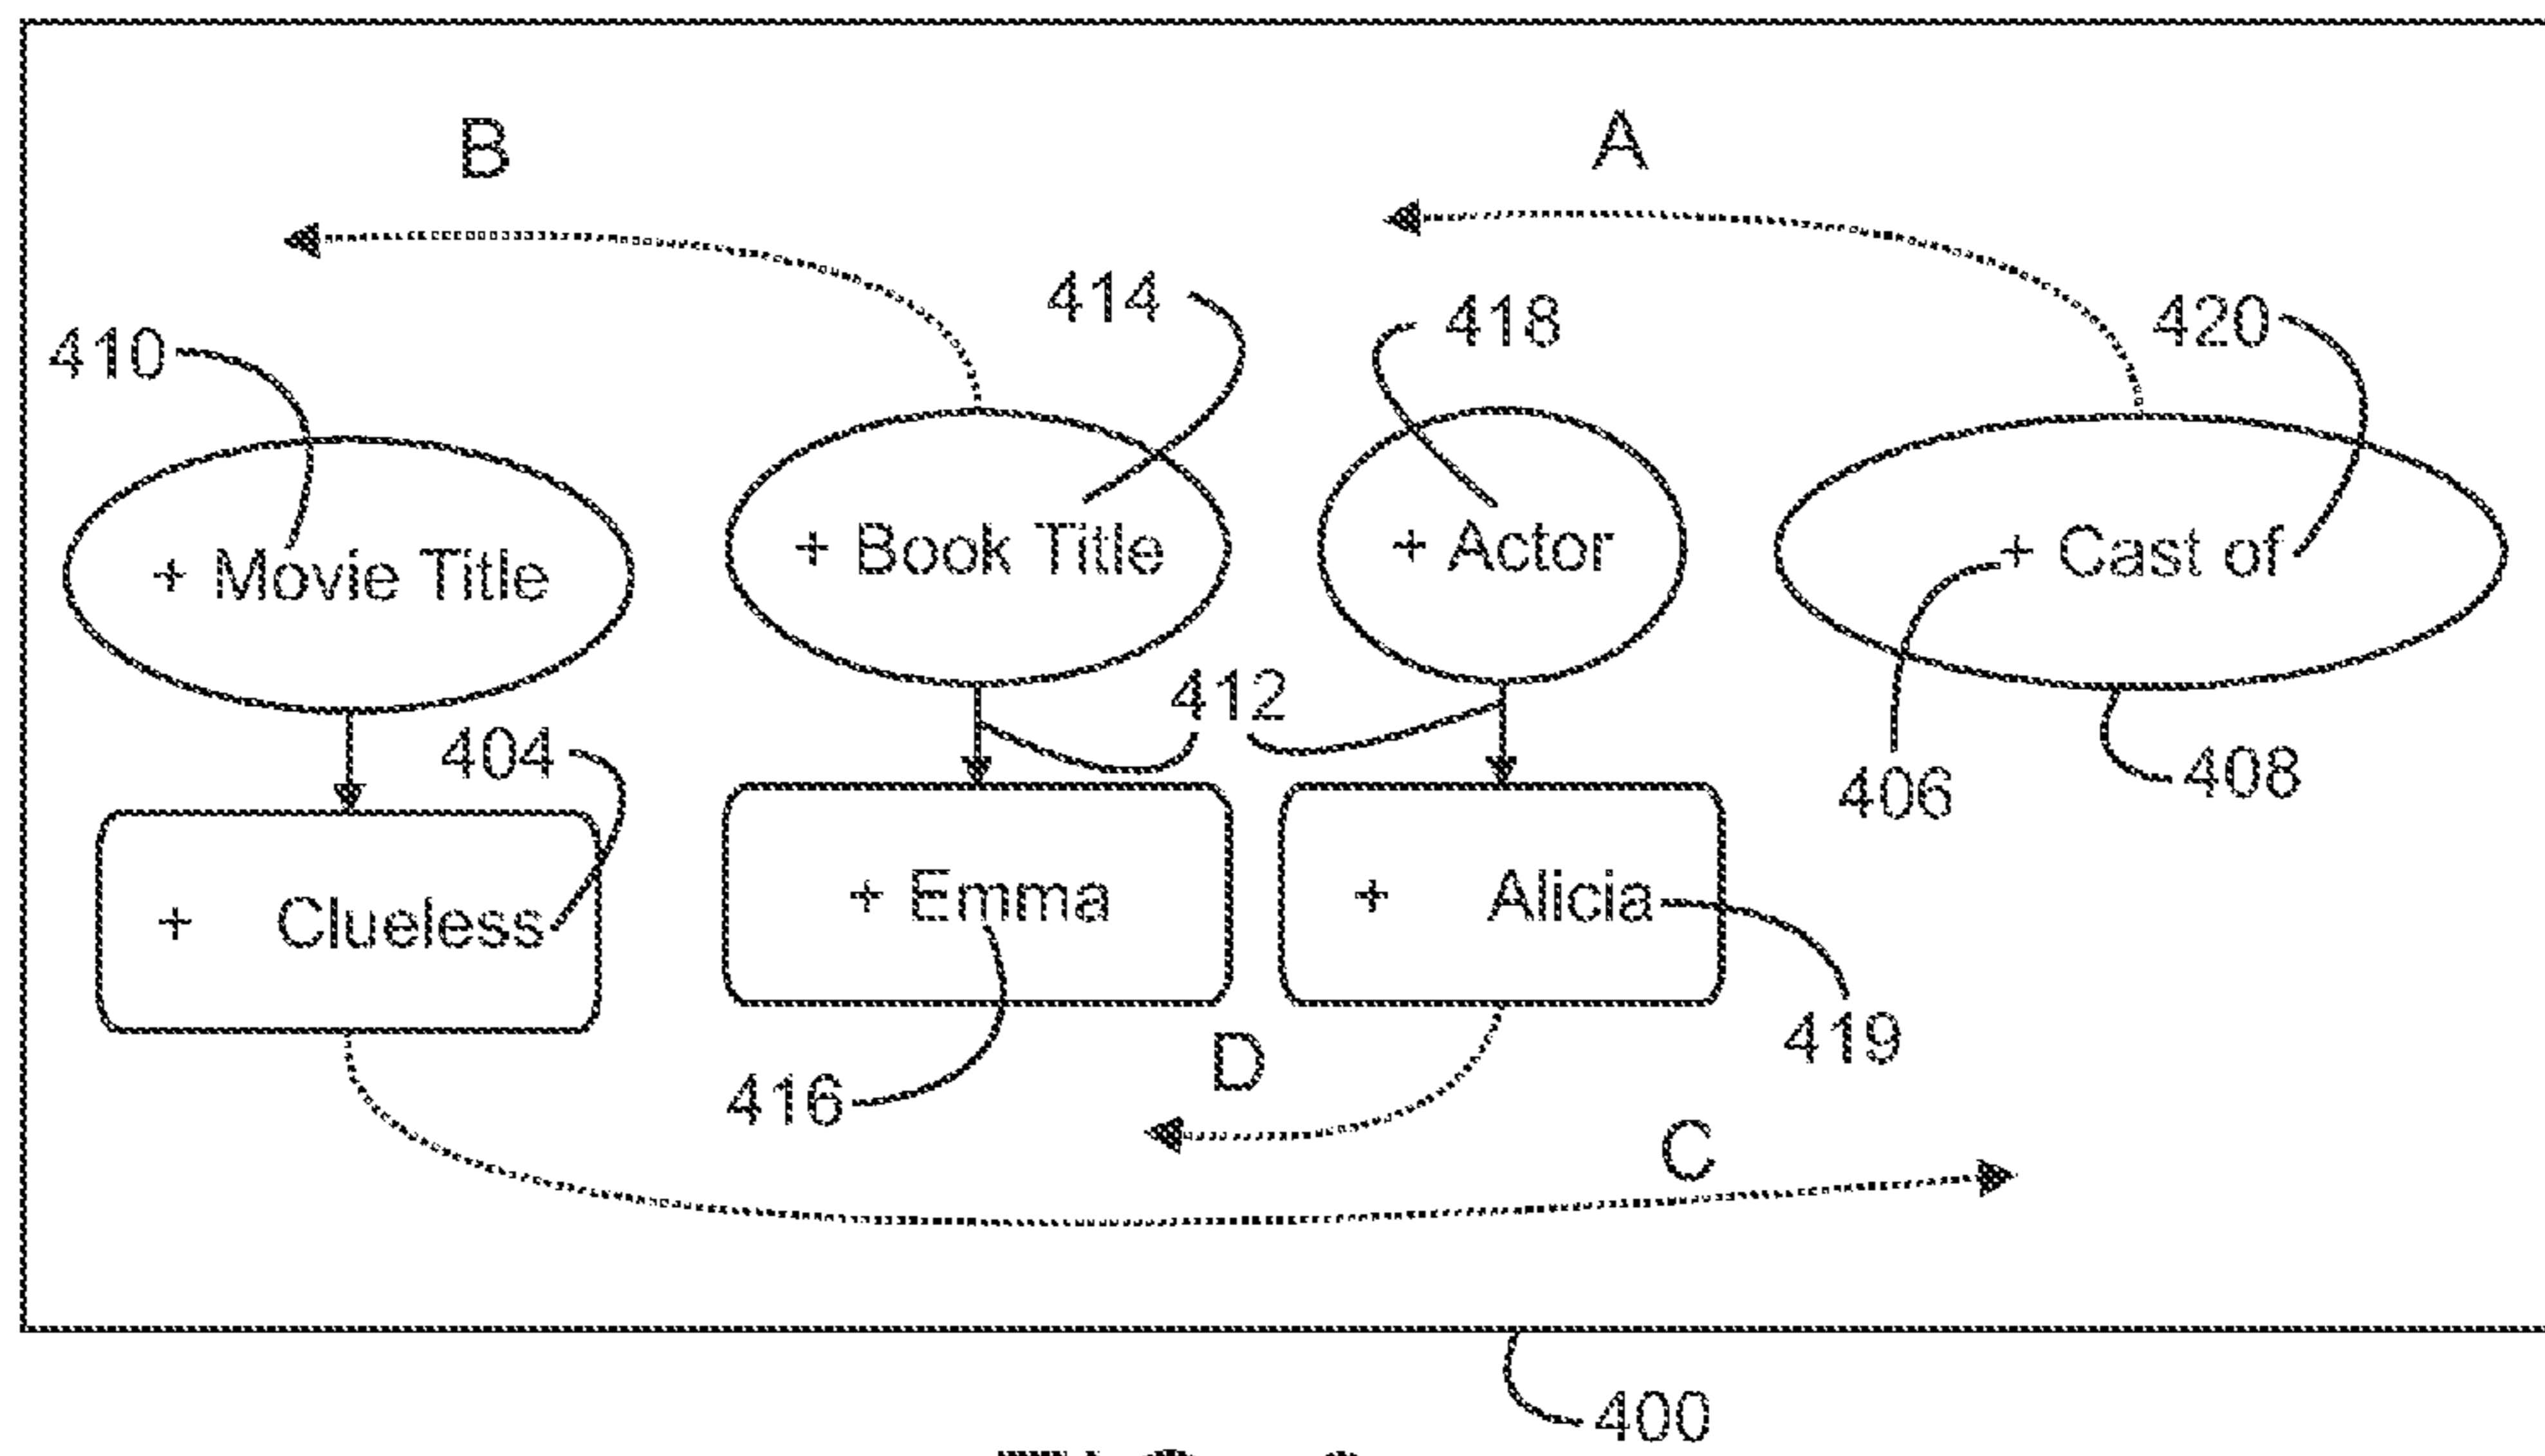 B A
414 418 420
410
+ Movie Title + Book Title + Actor + Cast of
412
404 406 408
+ Clueless + Emma + Alicia
419
416 D
C
400